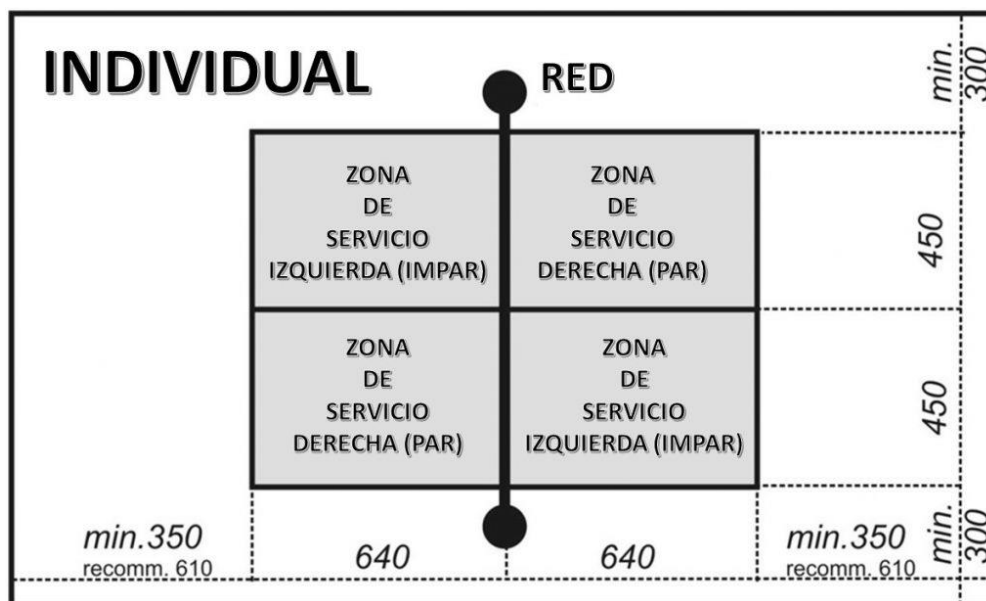 INDIVIDUAL
RED
min.
300
ZONA
DE
SERVICIO
IZQUIERDA (IMPAR)
ZONA
DE
SERVICIO
DERECHA (PAR)
450
ZONA
DE
SERVICIO
DERECHA (PAR)
ZONA
DE
SERVICIO
IZQUIERDA (IMPAR)
450
min.350
recomm. 610
640
640
min.350
recomm. 610
min.
300